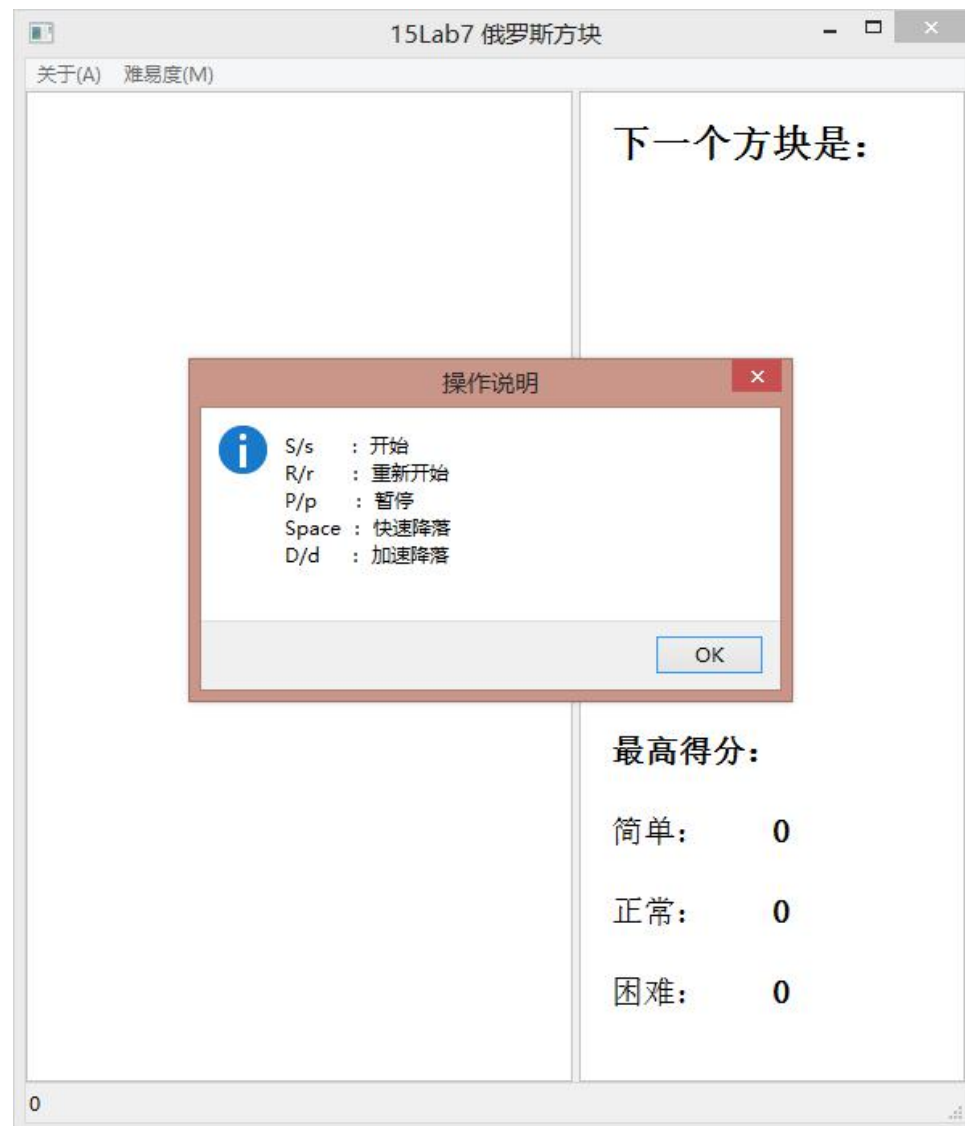 15Lab7 俄罗斯方块
关于(A) 难易度(M)
下一个方块是：
操作说明
S/s : 开始
R/r : 重新开始
P/p : 暂停
Space : 快速降落
D/d : 加速降落
OK
最高得分：
简单： 0
正常： 0
困难： 0
0